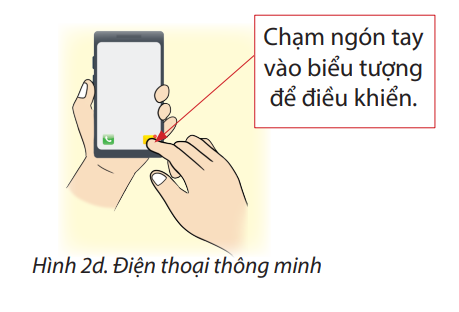 Chạm ngón tay
vào biểu tượng
để điều khiển.
Hình 2d. Điện thoại thông minh